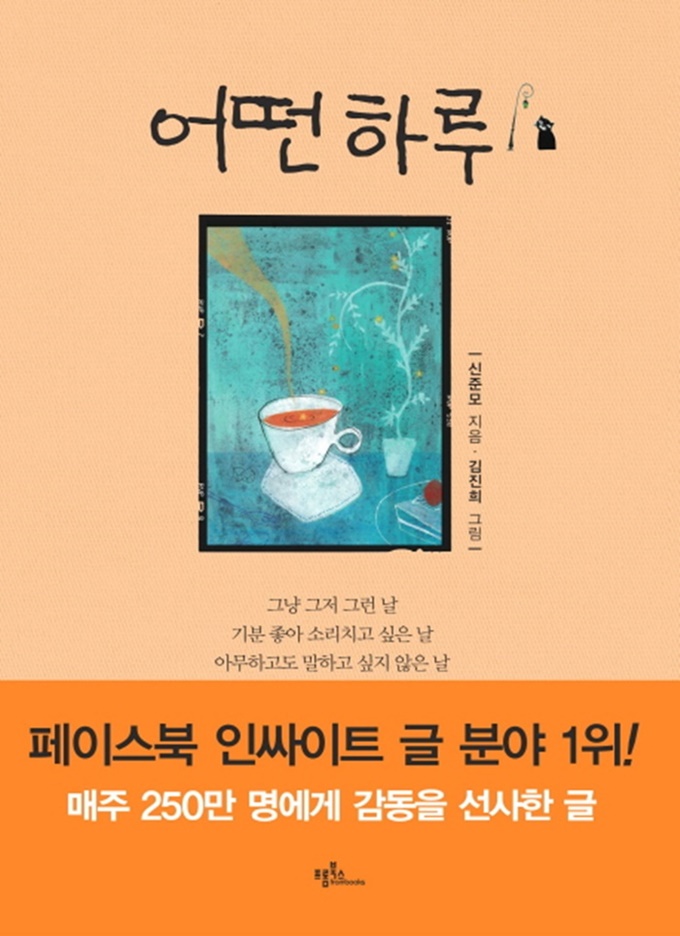 어떤 하루
신준모 지음 · 김진희 그림
그냥 그저 그런 날
기분 좋아 소리치고 싶은 날
아무하고도 말하고 싶지 않은 날
페이스북 인싸이트 글 분야 1위!
매주 250만 명에게 감동을 선사한 글
프롬북스
frombooks